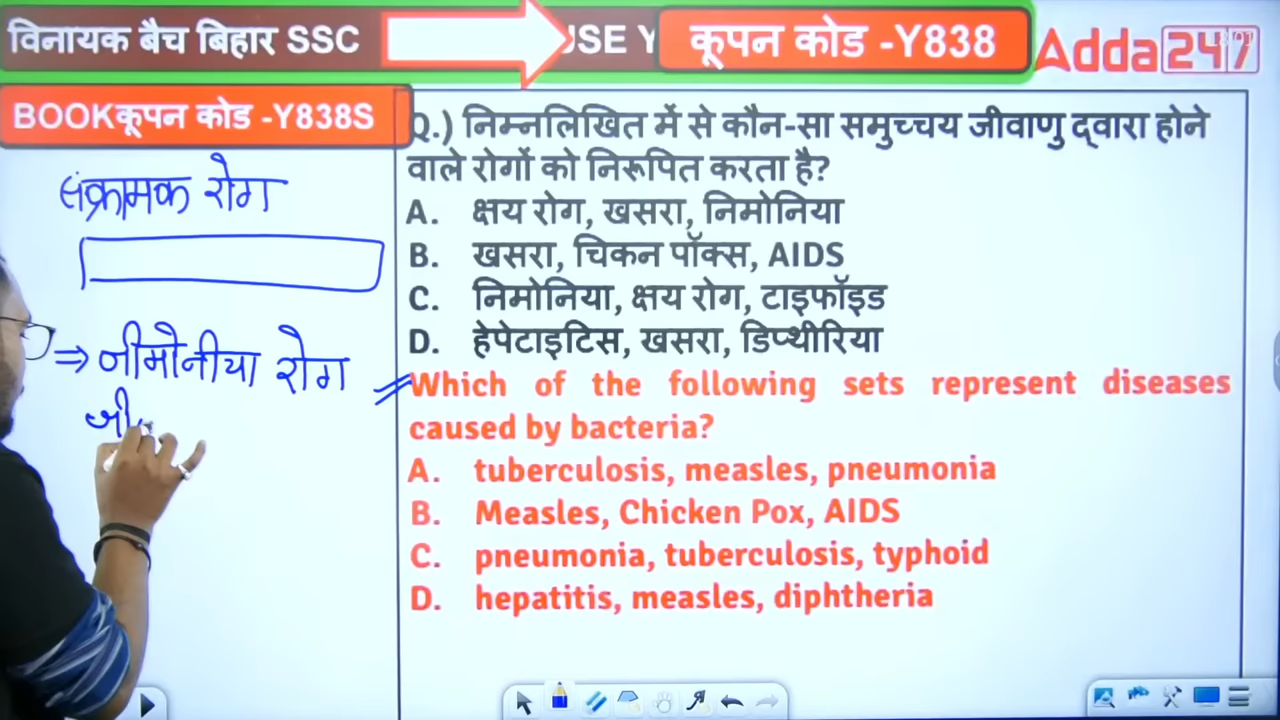 विनायक बैच बिहार SSC
USE Y
कूपन कोड -Y838
Adda247
BOOKकूपन कोड -Y838S
संक्रामक रोग
⇒ नीमोनीया रोग
जी
Q.) निम्नलिखित में से कौन-सा समुच्चय जीवाणु द्वारा होने
वाले रोगों को निरूपित करता है?
A. क्षय रोग, खसरा, निमोनिया
B. खसरा, चिकन पॉक्स, AIDS
C. निमोनिया, क्षय रोग, टाइफॉइड
D. हेपेटाइटिस, खसरा, डिप्थीरिया
Which of the following sets represent diseases
caused by bacteria?
A. tuberculosis, measles, pneumonia
B. Measles, Chicken Pox, AIDS
C. pneumonia, tuberculosis, typhoid
D. hepatitis, measles, diphtheria